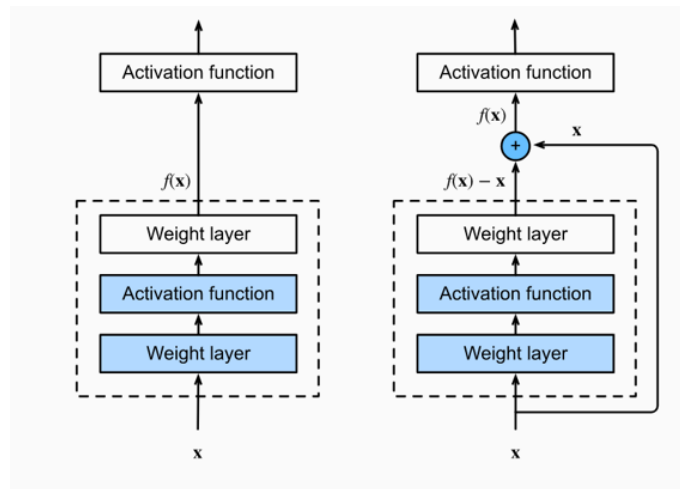 Activation function
f(x)
Weight layer
Activation function
Weight layer
x
Activation function
f(x)
+
x
f(x) − x
Weight layer
Activation function
Weight layer
x